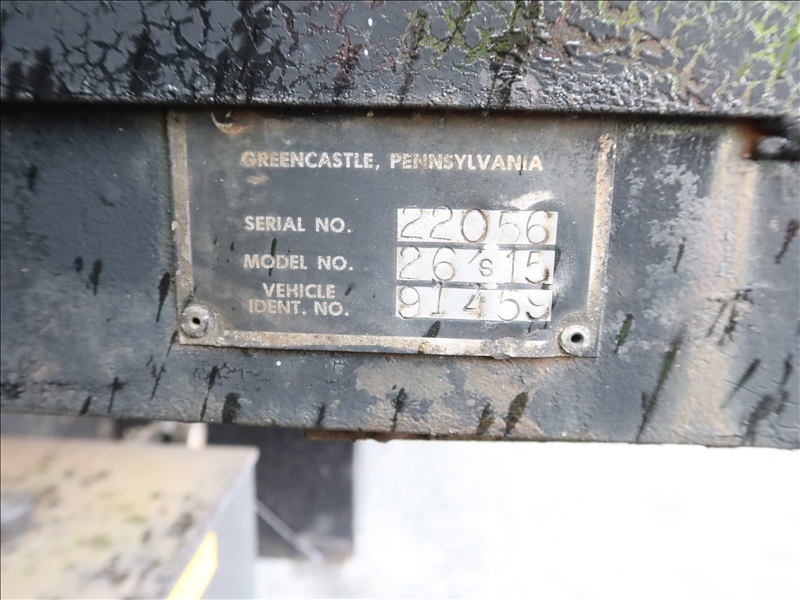 GREENCASTLE, PENNSYLVANIA
SERIAL NO. 22056
MODEL NO. 26's15
VEHICLE
IDENT. NO. 91459